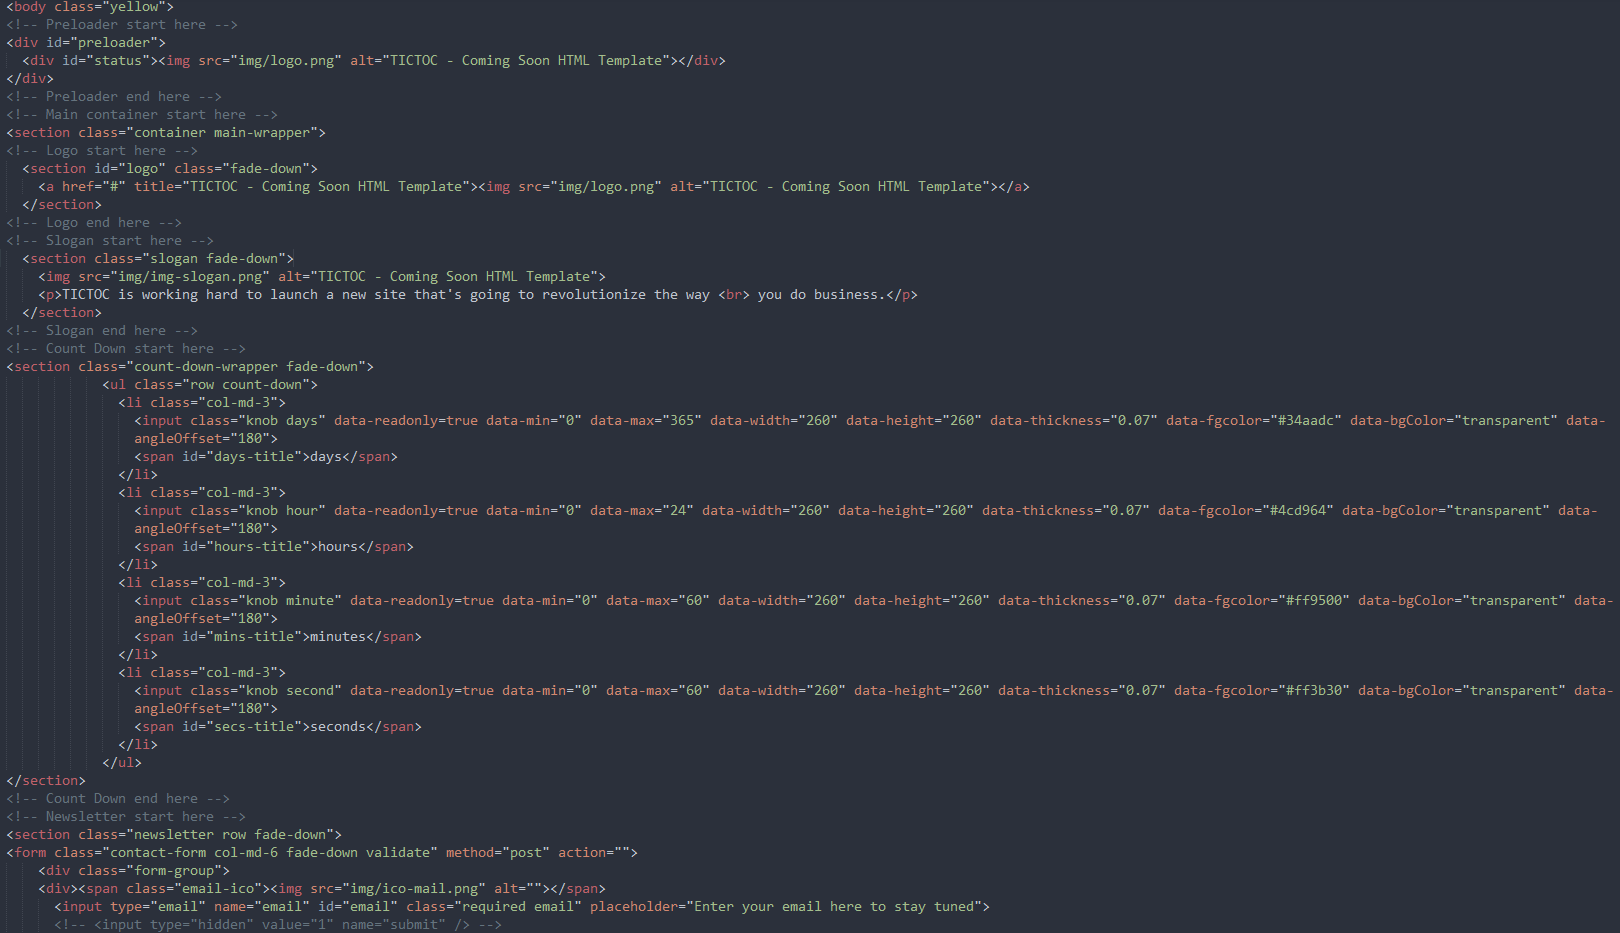 <body class="yellow">
<!-- Preloader start here -->
<div id="preloader">
<div id="status"><img src="img/logo.png" alt="TICTOC - Coming Soon HTML Template"></div>
</div>
<!-- Preloader end here -->
<!-- Main container start here -->
<section class="container main-wrapper">
<!-- Logo start here -->
<section id="logo" class="fade-down">
<a href="#" title="TICTOC - Coming Soon HTML Template"><img src="img/logo.png" alt="TICTOC - Coming Soon HTML Template"></a>
</section>
<!-- Logo end here -->
<!-- Slogan start here -->
<section class="slogan fade-down">
<img src="img/img-slogan.png" alt="TICTOC - Coming Soon HTML Template">
<p>TICTOC is working hard to launch a new site that's going to revolutionize the way <br> you do business.</p>
</section>
<!-- Slogan end here -->
<!-- Count Down start here -->
<section class="count-down-wrapper fade-down">
<ul class="row count-down">
<li class="col-md-3">
<input class="knob days" data-readonly=true data-min="0" data-max="365" data-width="260" data-height="260" data-thickness="0.07" data-fgcolor="#34aadc" data-bgColor="transparent" data-
angleOffset="180">
<span id="days-title">days</span>
</li>
<li class="col-md-3">
<input class="knob hour" data-readonly=true data-min="0" data-max="24" data-width="260" data-height="260" data-thickness="0.07" data-fgcolor="#4cd964" data-bgColor="transparent" data-
angleOffset="180">
<span id="hours-title">hours</span>
</li>
<li class="col-md-3">
<input class="knob minute" data-readonly=true data-min="0" data-max="60" data-width="260" data-height="260" data-thickness="0.07" data-fgcolor="#ff9500" data-bgColor="transparent" data-
angleOffset="180">
<span id="mins-title">minutes</span>
</li>
<li class="col-md-3">
<input class="knob second" data-readonly=true data-min="0" data-max="60" data-width="260" data-height="260" data-thickness="0.07" data-fgcolor="#ff3b30" data-bgColor="transparent" data-
angleOffset="180">
<span id="secs-title">seconds</span>
</li>
</ul>
</section>
<!-- Count Down end here -->
<!-- Newsletter start here -->
<section class="newsletter row fade-down">
<form class="contact-form col-md-6 fade-down validate" method="post" action="">
<div class="form-group">
<div><span class="email-ico"><img src="img/ico-mail.png" alt=""></span>
<input type="email" name="email" id="email" class="required email" placeholder="Enter your email here to stay tuned">
<!-- <input type="hidden" value="1" name="submit" /> -->